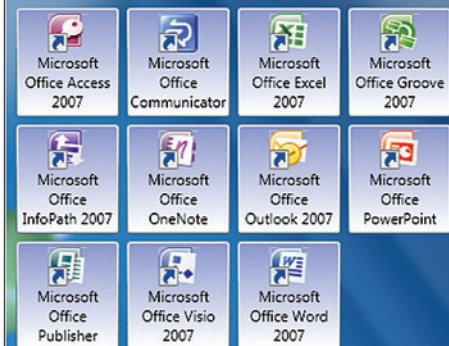 Microsoft
Office Access
2007
Microsoft
Office
Communicator
Microsoft
Office Excel
2007
Microsoft
Office Groove
2007
Microsoft
Office
InfoPath 2007
Microsoft
Office
OneNote
Microsoft
Office
Outlook 2007
Microsoft
Office
PowerPoint
Microsoft
Office
Publisher
Microsoft
Office Visio
2007
Microsoft
Office Word
2007